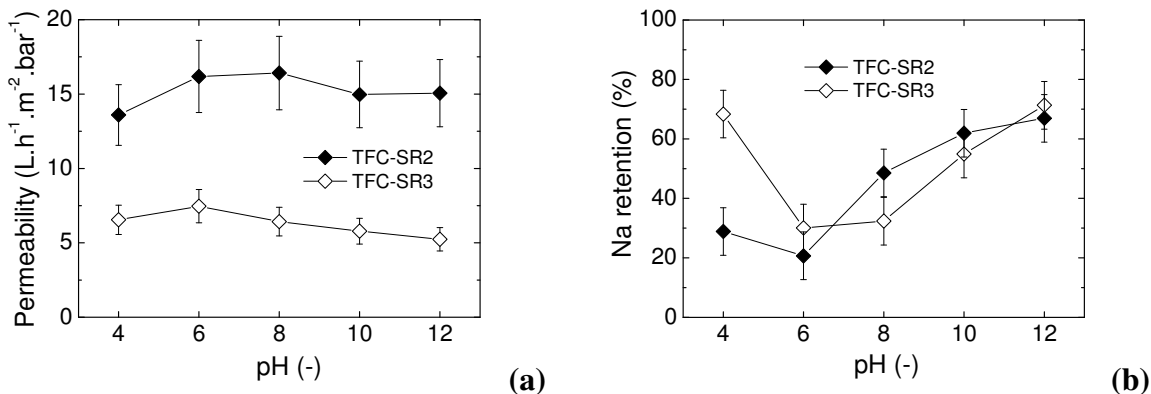 20
15
10
5
0
4 6 8 10 12
Permeability (L.h-1.m-2.bar-1)
pH (-)
TFC-SR2
TFC-SR3
(a)
100
80
60
40
20
0
4 6 8 10 12
Na retention (%)
pH (-)
TFC-SR2
TFC-SR3
(b)